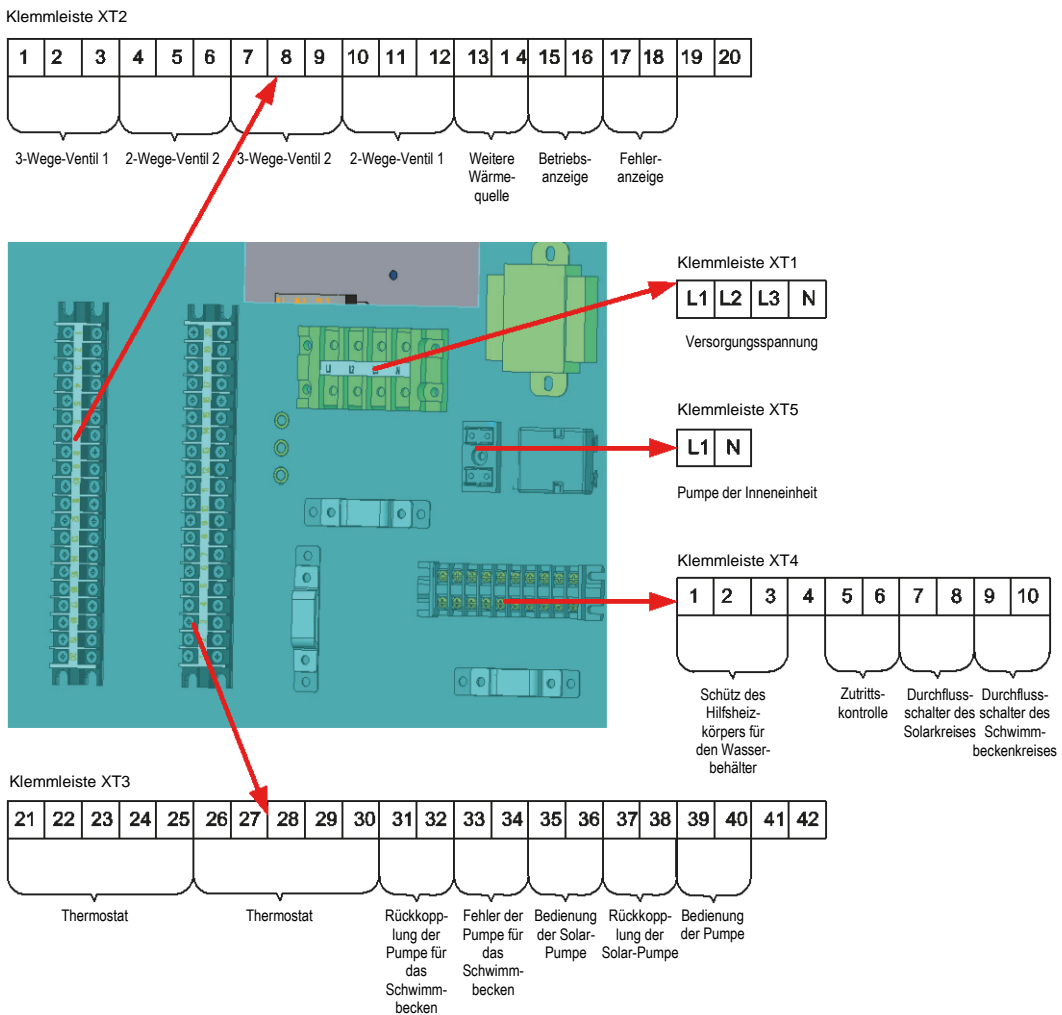 Klemmleiste XT2
1 2 3 4 5 6 7 8 9 10 11 12 13 1 4 15 16 17 18 19 20
3-Wege-Ventil 1
2-Wege-Ventil 2
3-Wege-Ventil 2
2-Wege-Ventil 1
Weitere
Wärme-
quelle
Betriebs-
anzeige
Fehler-
anzeige
Klemmleiste XT1
L1 L2 L3 N
Versorgungsspannung
Klemmleiste XT5
L1 N
Pumpe der Inneneinheit
Klemmleiste XT4
1 2 3 4 5 6 7 8 9 10
Schütz des
Hilfsheiz-
körpers für
den Wasser-
behälter
Zutritts-
kontrolle
Durchfluss-
schalter des
Solarkreises
Durchfluss-
schalter des
Schwimm-
beckenkreises
Klemmleiste XT3
21 22 23 24 25 26 27 28 29 30 31 32 33 34 35 36 37 38 39 40 41 42
Thermostat
Thermostat
Rückkopp-
lung der
Pumpe für
das
Schwimm-
becken
Fehler der
Pumpe für
das
Schwimm-
becken
Bedienung
der Solar-
Pumpe
Rückkopp-
lung der
Solar-Pumpe
Bedienung
der Pumpe